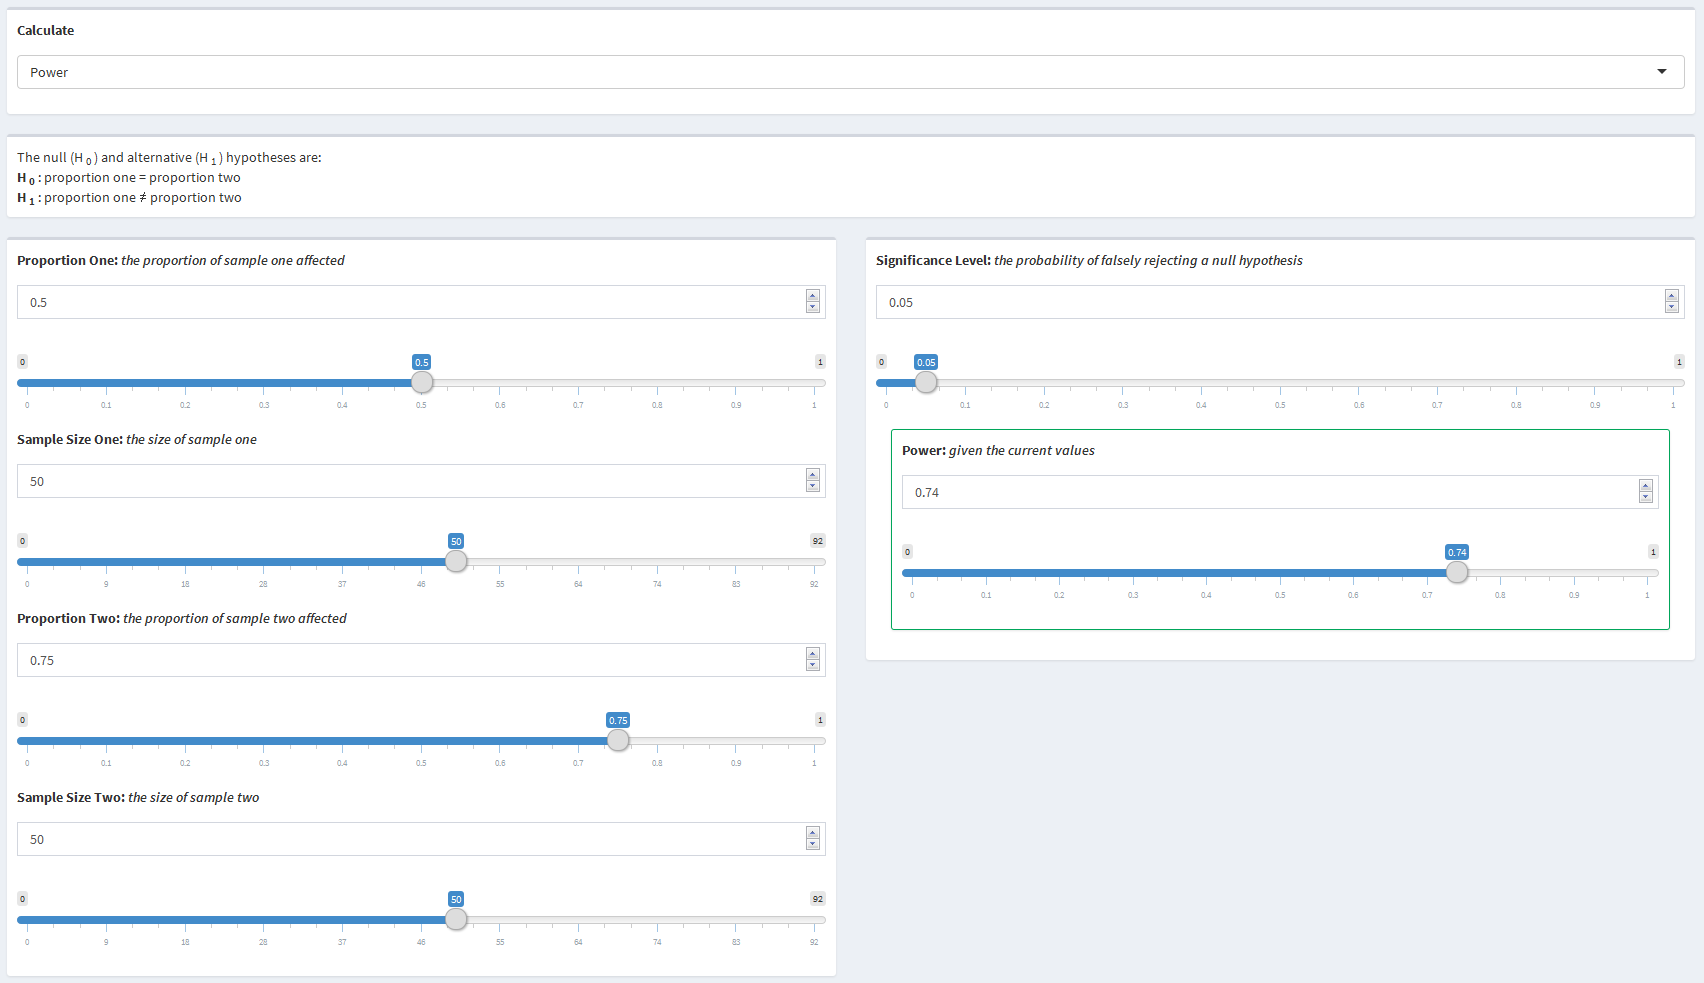 Calculate
Power
The null (H 0 ) and alternative (H 1 ) hypotheses are:
H 0 : proportion one = proportion two
H 1 : proportion one ≠ proportion two
Proportion One: the proportion of sample one affected
0.5
0 0.5 1
0 0.1 0.2 0.3 0.4 0.5 0.6 0.7 0.8 0.9 1
Sample Size One: the size of sample one
50
0 50 92
0 9 18 28 37 46 55 64 74 83 92
Proportion Two: the proportion of sample two affected
0.75
0 0.75 1
0 0.1 0.2 0.3 0.4 0.5 0.6 0.7 0.8 0.9 1
Sample Size Two: the size of sample two
50
0 50 92
0 9 18 28 37 46 55 64 74 83 92
Significance Level: the probability of falsely rejecting a null hypothesis
0.05
0 0.05 1
0 0.1 0.2 0.3 0.4 0.5 0.6 0.7 0.8 0.9 1
Power: given the current values
0.74
0 0.74 1
0 0.1 0.2 0.3 0.4 0.5 0.6 0.7 0.8 0.9 1